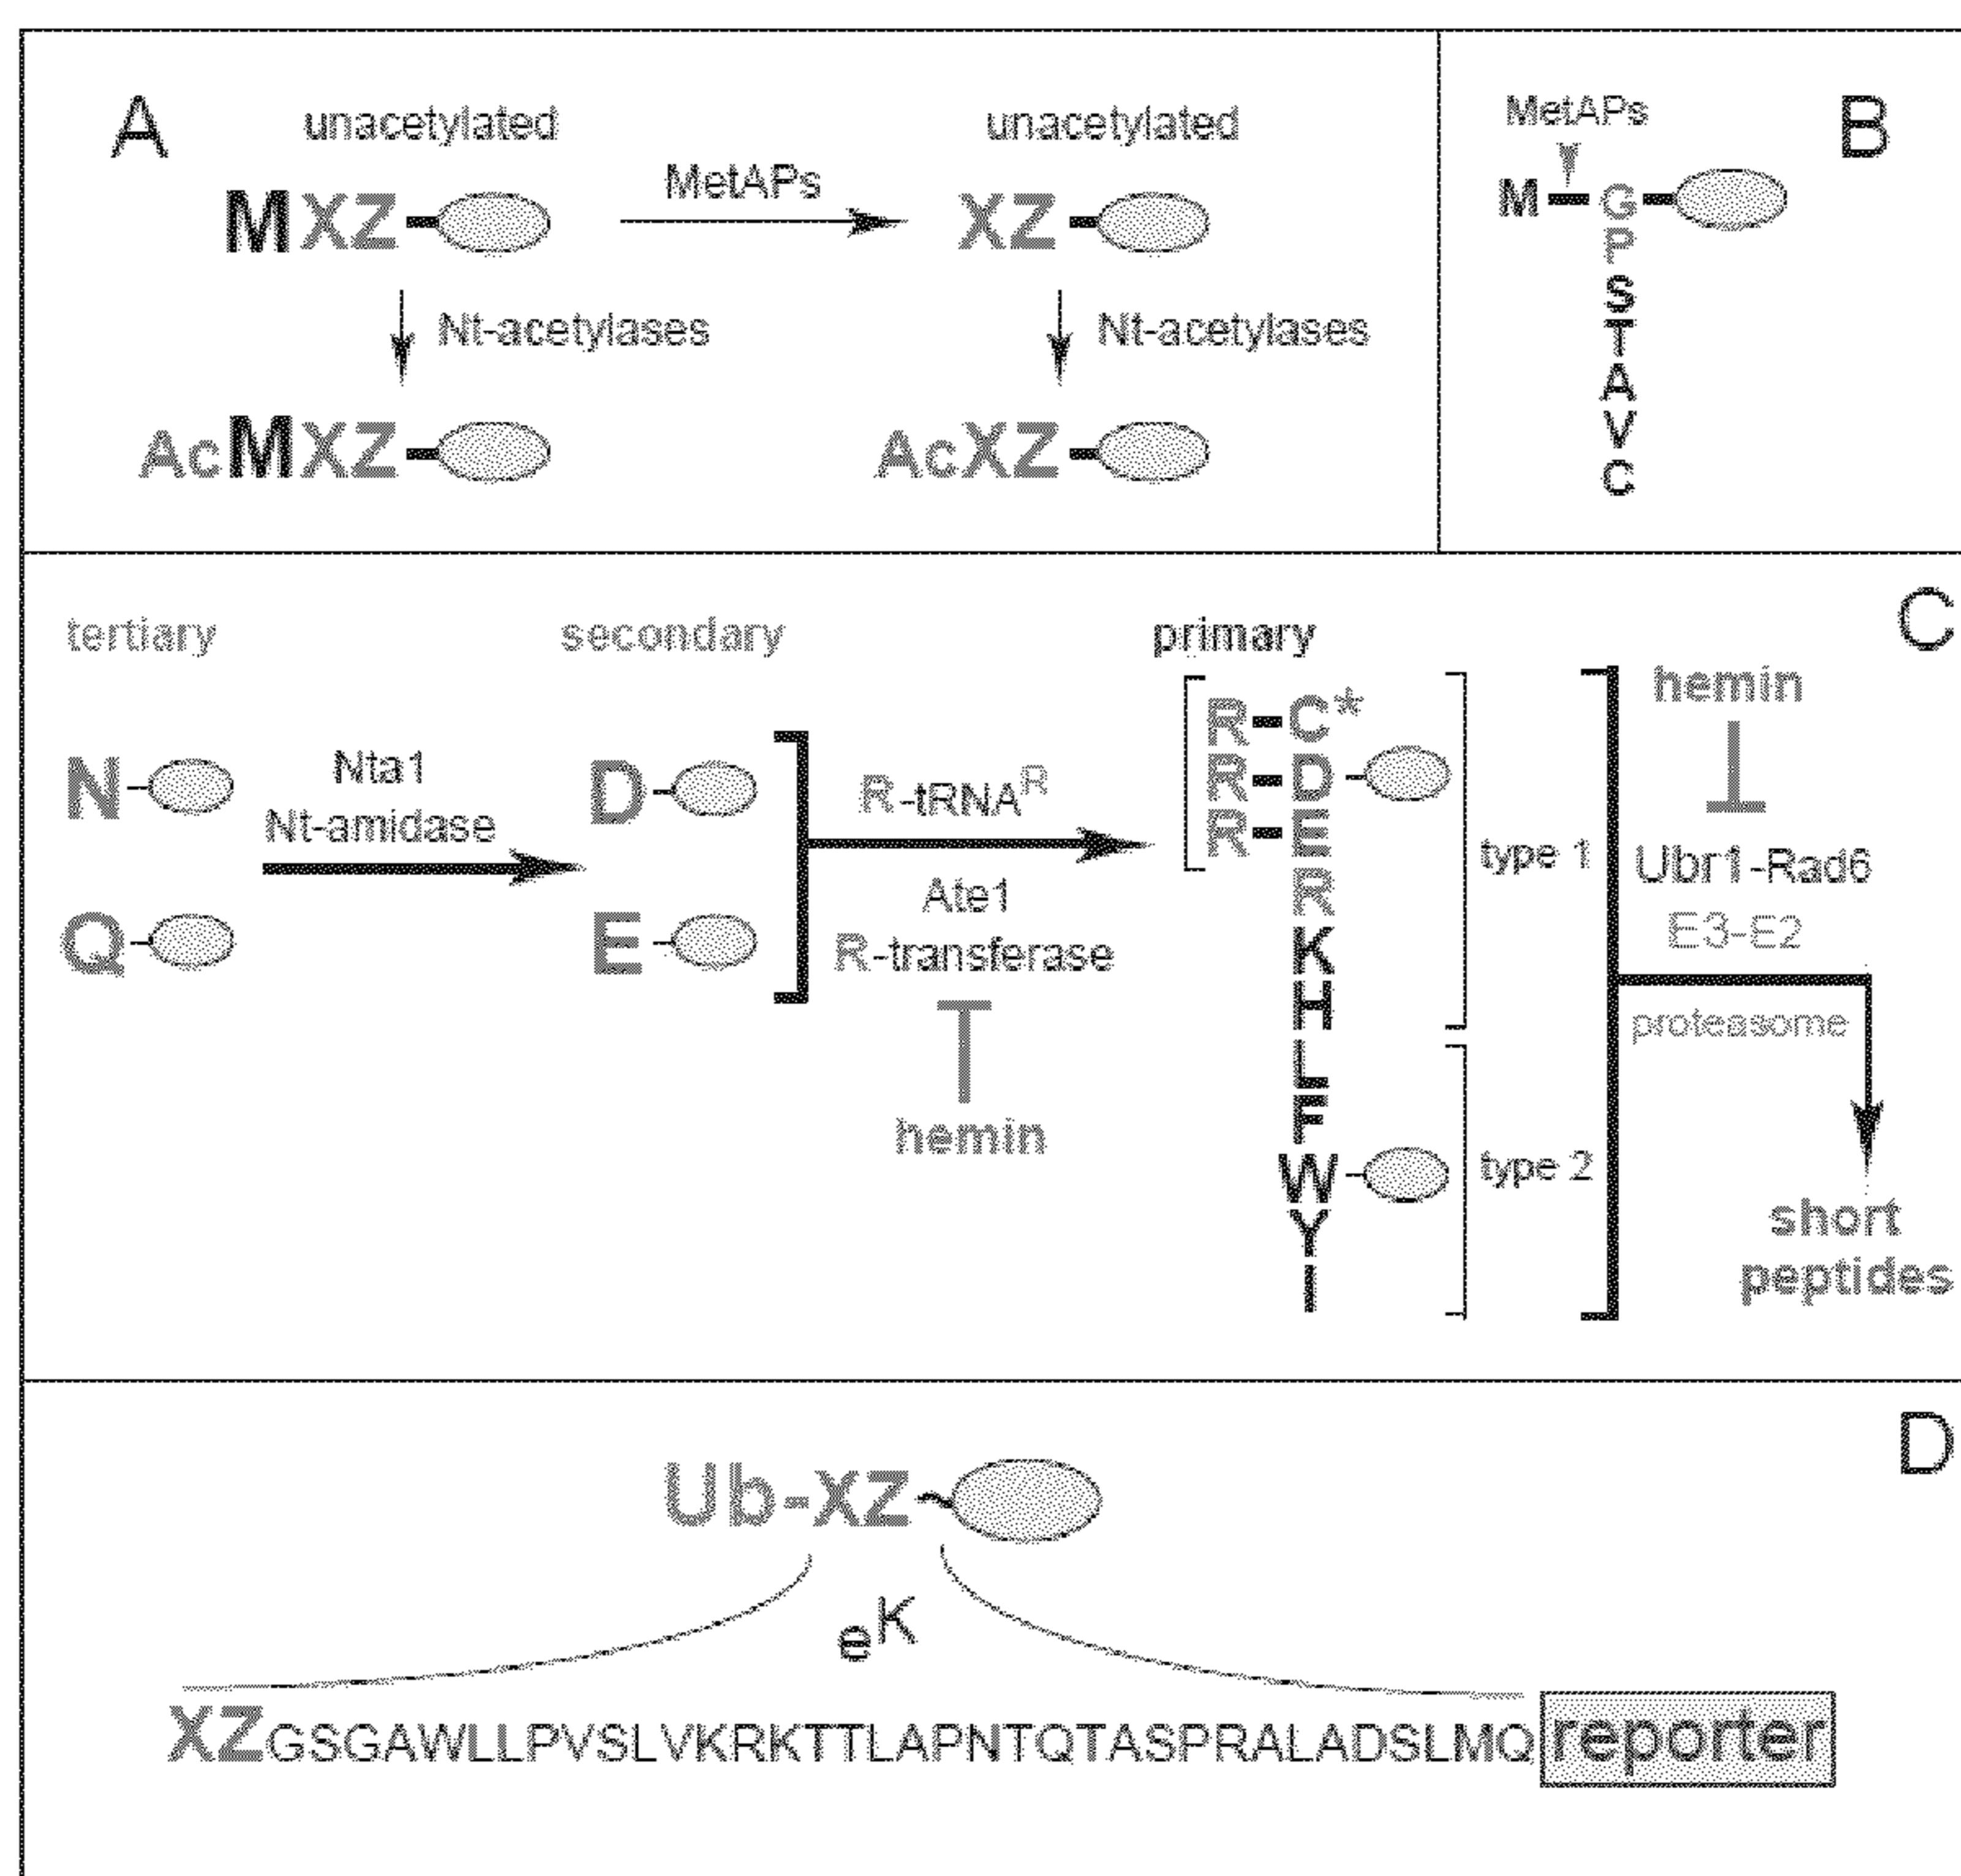 A
unacetylated
unacetylated
MetAPs
MXZ
XZ
Nt-acetylases
Nt-acetylases
AcMXZ
AcXZ
B
MetAPs
M
G
P
S
T
A
V
C
C
tertiary
secondary
primary
N
Q
Nta1
Nt-amidase
D
E
R-tRNAᴿ
Ate1
R-transferase
hemin
R-C*
R-D
R-E
R
K
H
L
F
W
Y
I
type 1
type 2
hemin
Ubr1-Rad6
E3-E2
proteasome
short
peptides
D
Ub-XZ
eᴷ
XZGSGAWLLPVSLVKRKTTLAPNTQTASPRALADSLMQ reporter